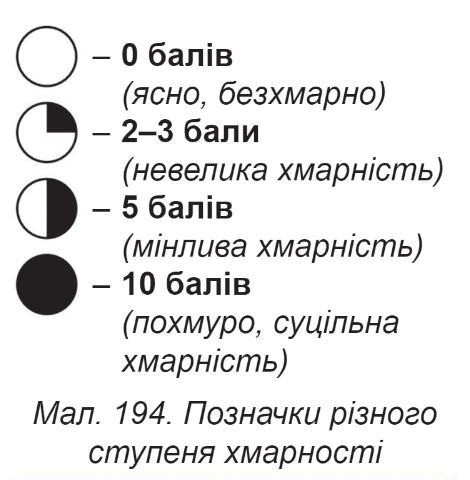 – 0 балів
(ясно, безхмарно)
– 2–3 бали
(невелика хмарність)
– 5 балів
(мінлива хмарність)
– 10 балів
(похмуро, суцільна
хмарність)
Мал. 194. Позначки різного
ступеня хмарності